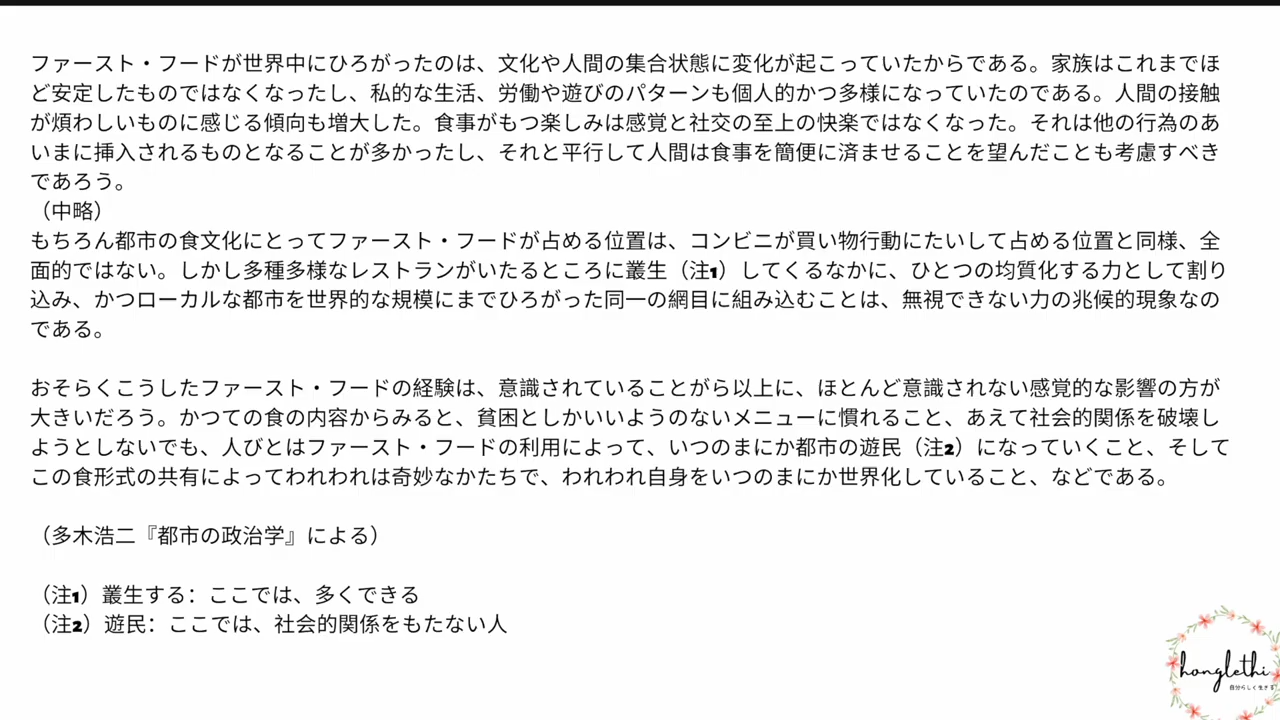 ファースト・フードが世界中にひろがったのは、文化や人間の集合状態に変化が起こっていたからである。家族はこれまでほ
ど安定したものではなくなったし、私的な生活、労働や遊びのパターンも個人的かつ多様になっていたのである。人間の接触
が煩わしいものに感じる傾向も増大した。食事がもつ楽しみは感覚と社交の至上の快楽ではなくなった。それは他の行為のあ
いまに挿入されるものとなることが多かったし、それと平行して人間は食事を簡便に済ませることを望んだことも考慮すべき
であろう。
（中略）
もちろん都市の食文化にとってファースト・フードが占める位置は、コンビニが買い物行動にたいして占める位置と同様、全
面的ではない。しかし多種多様なレストランがいたるところに叢生（注1）してくるなかに、ひとつの均質化する力として割り
込み、かつローカルな都市を世界的な規模にまでひろがった同一の網目に組み込むことは、無視できない力の兆候的現象なの
である。
おそらくこうしたファースト・フードの経験は、意識されていることがら以上に、ほとんど意識されない感覚的な影響の方が
大きいだろう。かつての食の内容からみると、貧困としかいいようのないメニューに慣れること、あえて社会的関係を破壊し
ようとしないでも、人びとはファースト・フードの利用によって、いつのまにか都市の遊民（注2）になっていくこと、そして
この食形式の共有によってわれわれは奇妙なかたちで、われわれ自身をいつのまにか世界化していること、などである。
（多木浩二『都市の政治学』による）
（注1）叢生する：ここでは、多くできる
（注2）遊民：ここでは、社会的関係をもたない人
honglethi
自分らしく生きる